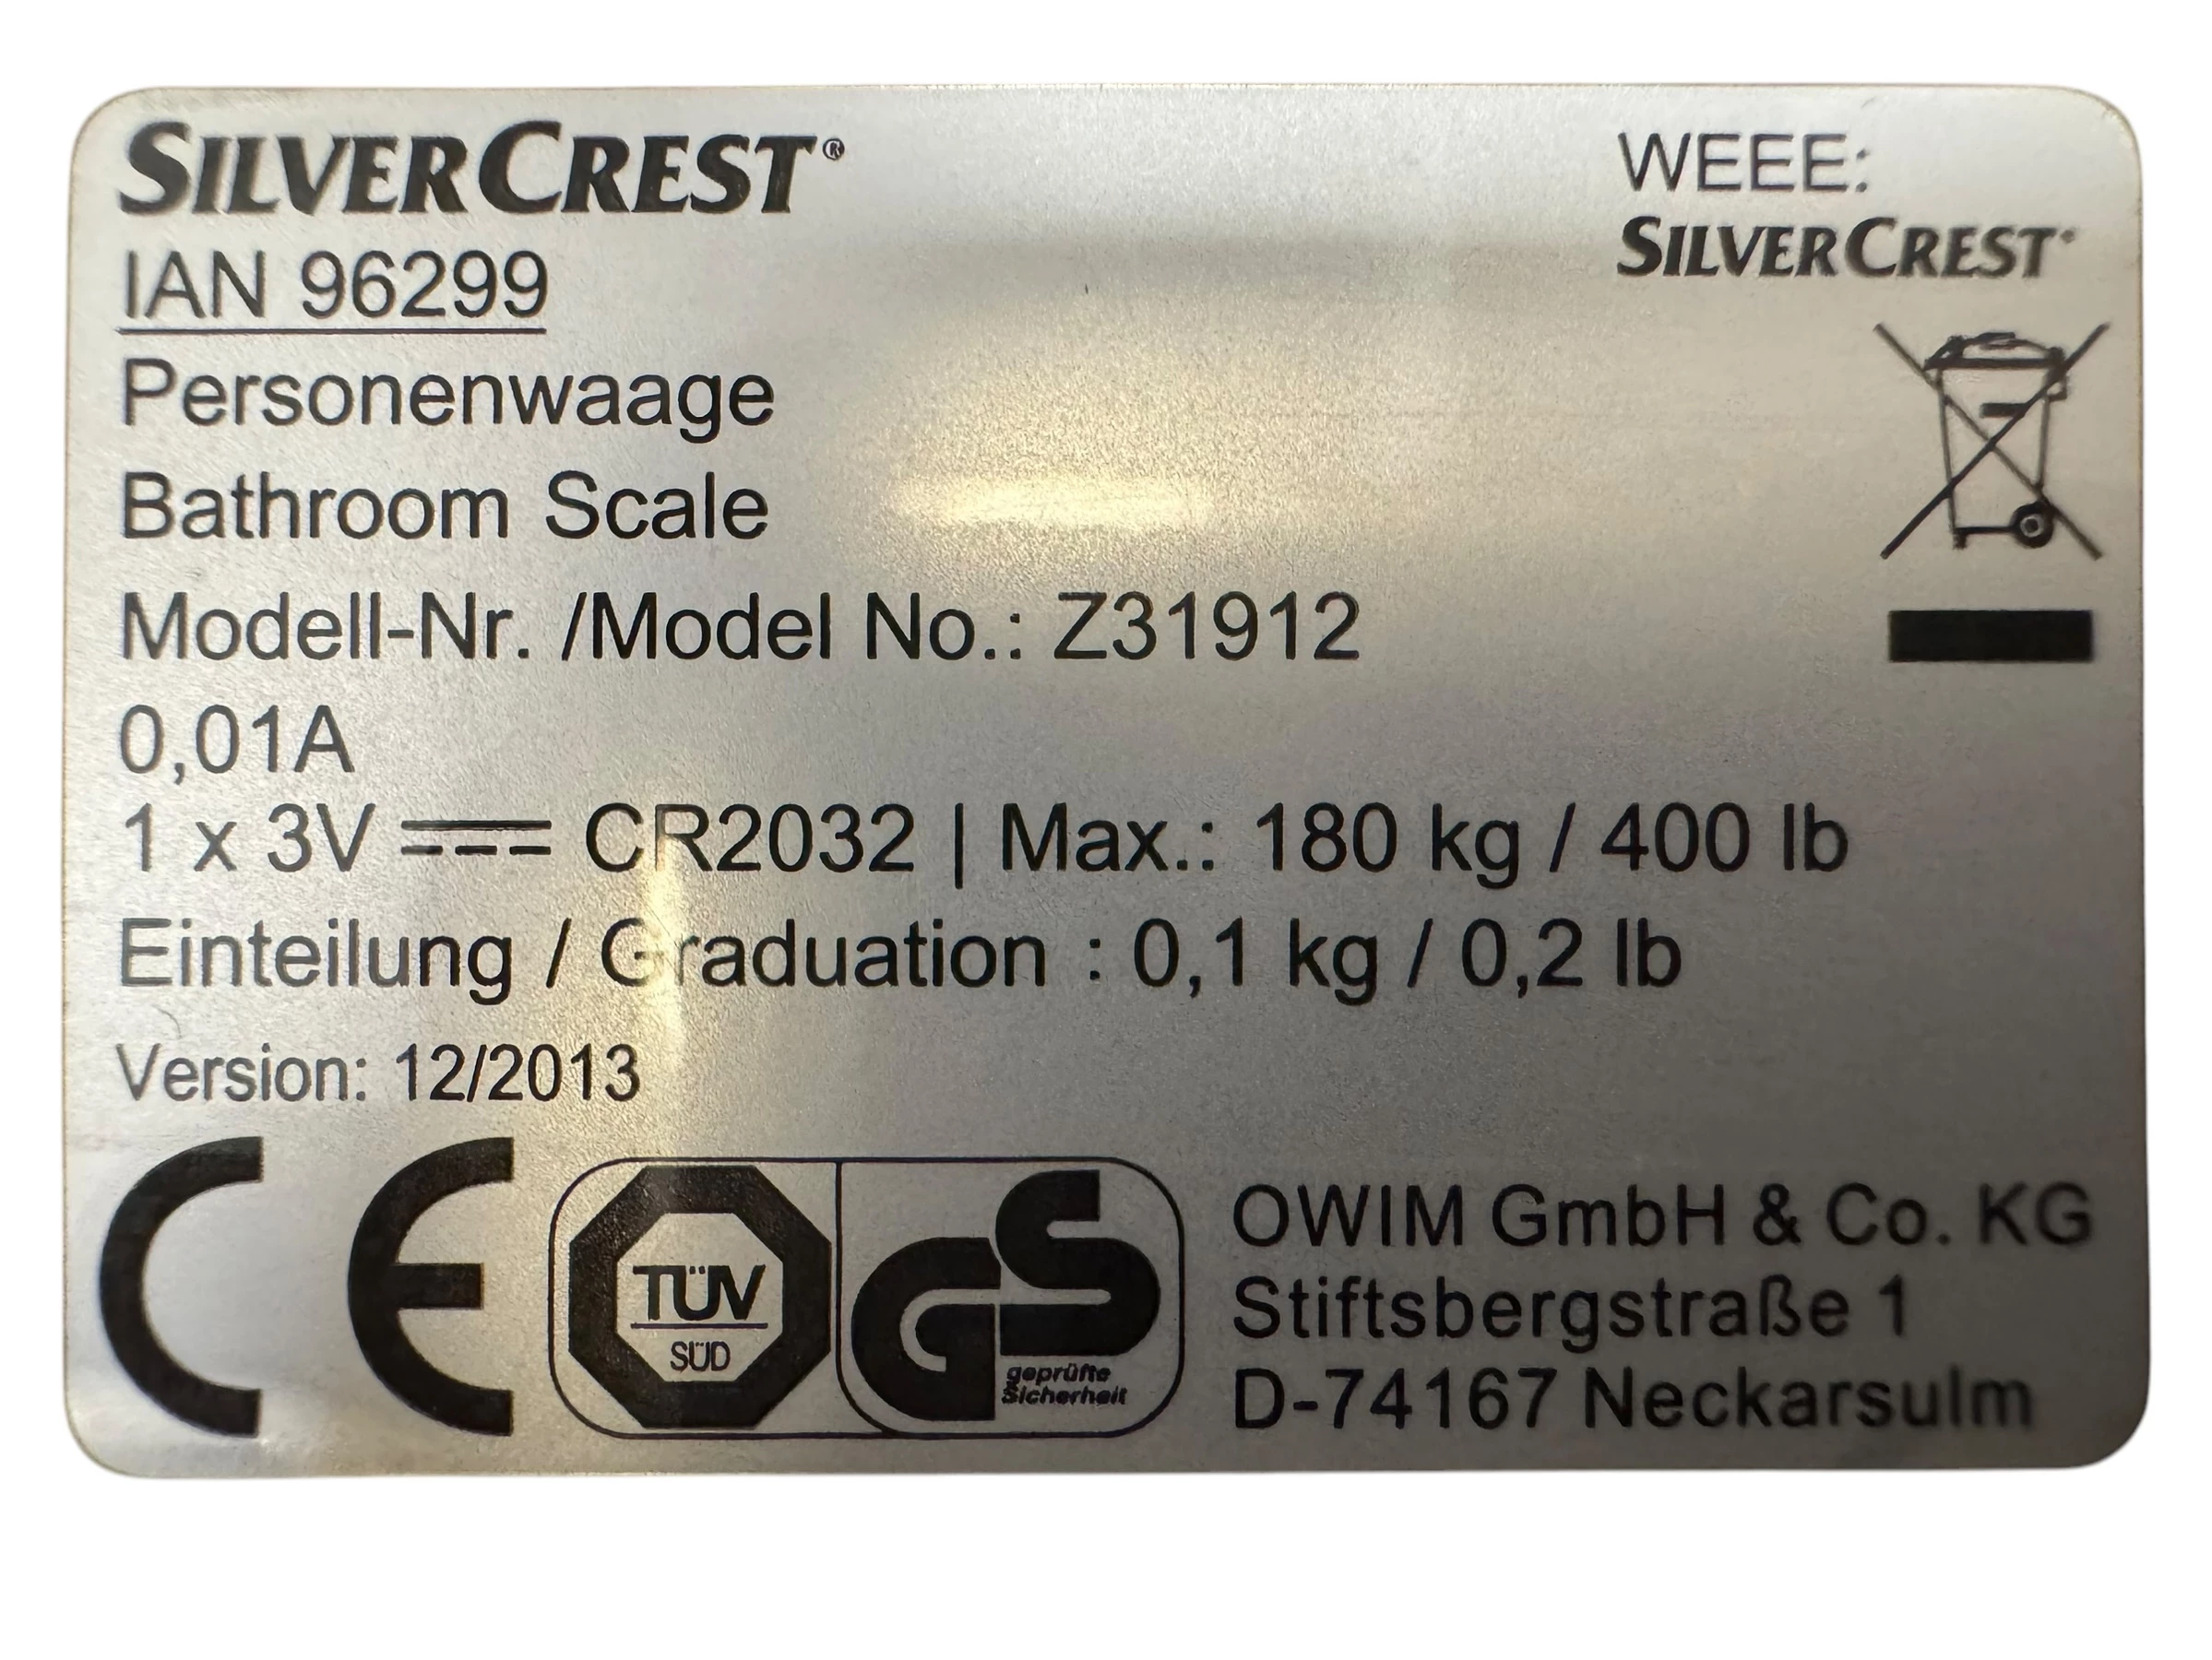 SILVERCREST®
IAN 96299
Personenwaage
Bathroom Scale
Modell-Nr. /Model No.: Z31912
0,01A
1 x 3V ⎓ CR2032 | Max.: 180 kg / 400 lb
Einteilung / Graduation : 0,1 kg / 0,2 lb
Version: 12/2013
WEEE:
SILVERCREST®
CE
TÜV
SÜD
GS
geprüfte
Sicherheit
OWIM GmbH & Co. KG
Stiftsbergstraße 1
D-74167 Neckarsulm